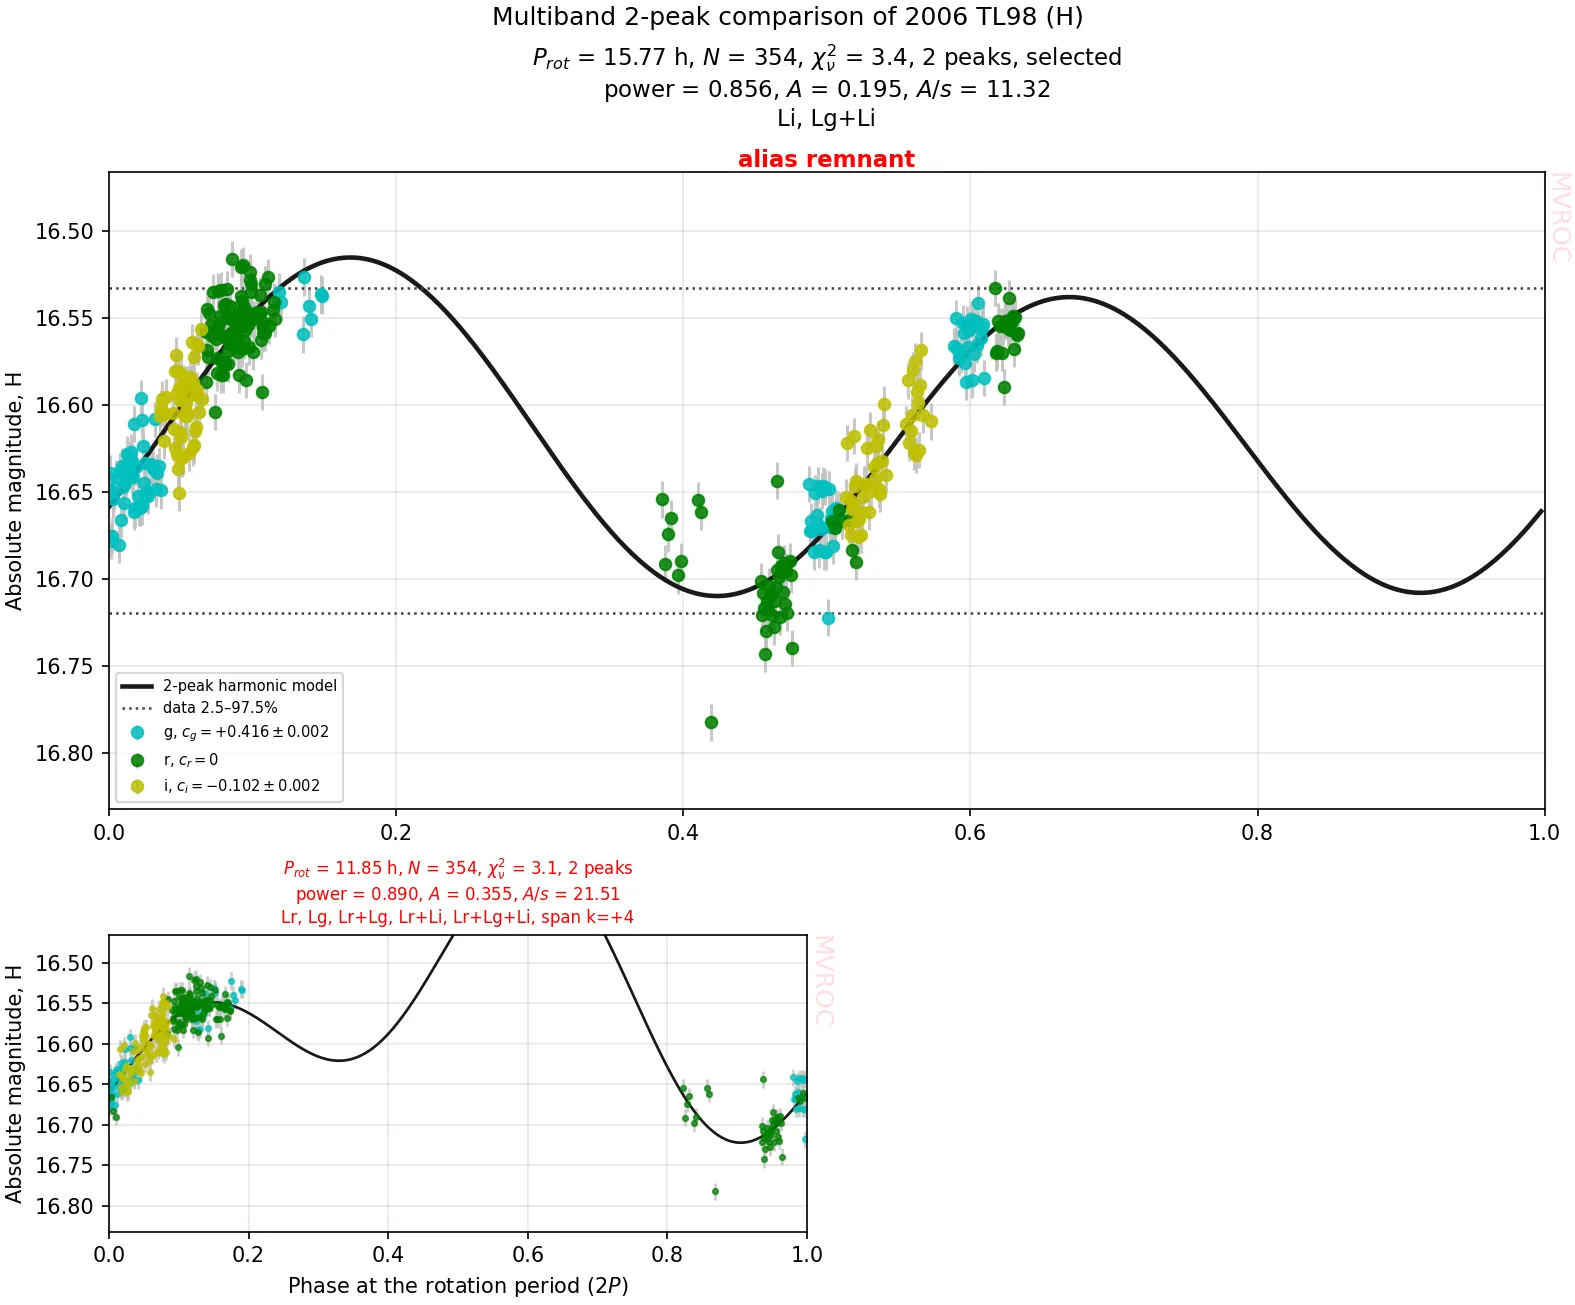 Multiband 2-peak comparison of 2006 TL98 (H)
P_rot = 15.77 h, N = 354, χ²_ν = 3.4, 2 peaks, selected
power = 0.856, A = 0.195, A/s = 11.32
Li, Lg+Li
alias remnant
MVROC
Absolute magnitude, H
16.50
16.55
16.60
16.65
16.70
16.75
16.80
2-peak harmonic model
data 2.5–97.5%
g, c_g = +0.416 ± 0.002
r, c_r = 0
i, c_i = −0.102 ± 0.002
0.0 0.2 0.4 0.6 0.8 1.0
P_rot = 11.85 h, N = 354, χ²_ν = 3.1, 2 peaks
power = 0.890, A = 0.355, A/s = 21.51
Lr, Lg, Lr+Lg, Lr+Li, Lr+Lg+Li, span k=+4
MVROC
Absolute magnitude, H
16.50
16.55
16.60
16.65
16.70
16.75
16.80
0.0 0.2 0.4 0.6 0.8 1.0
Phase at the rotation period (2P)